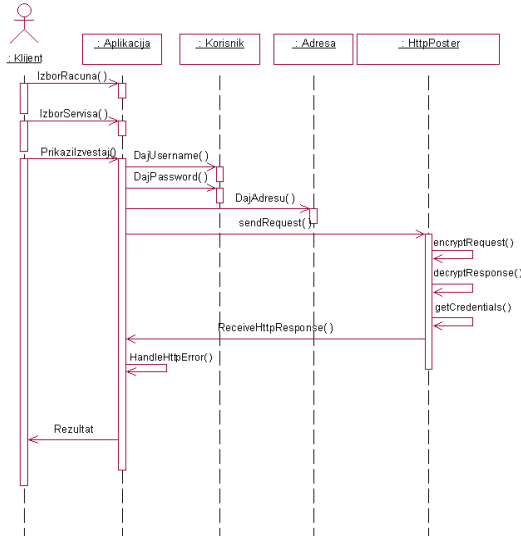 : Klijent
: Aplikacija
: Korisnik
: Adresa
: HttpPoster
IzborRacuna( )
IzborServisa( )
PrikaziIzvestaj()
DajUsername( )
DajPassword( )
DajAdresu( )
sendRequest( )
encryptRequest( )
decryptResponse( )
getCredentials( )
ReceiveHttpResponse( )
HandleHttpError( )
Rezultat